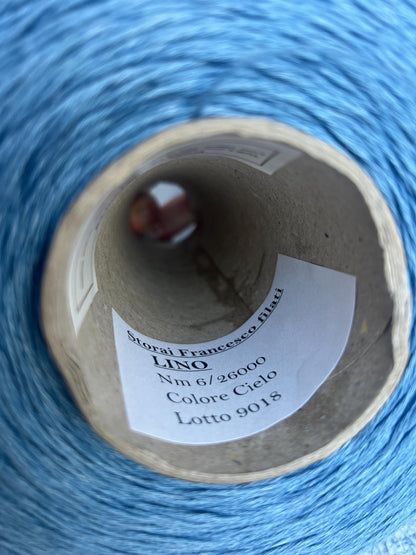 Storai Francesco filati
LINO
Nm 6/26000
Colore Cielo
Lotto 9018